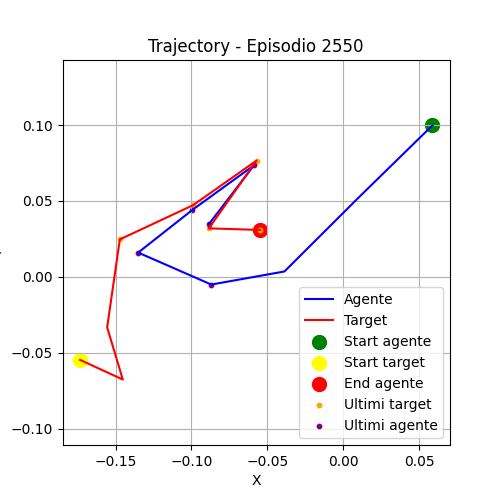 Trajectory - Episodio 2550
0.10
0.05
0.00
−0.05
−0.10
Agente
Target
Start agente
Start target
End agente
Ultimi target
Ultimi agente
−0.15
−0.10
−0.05
0.00
0.05
X